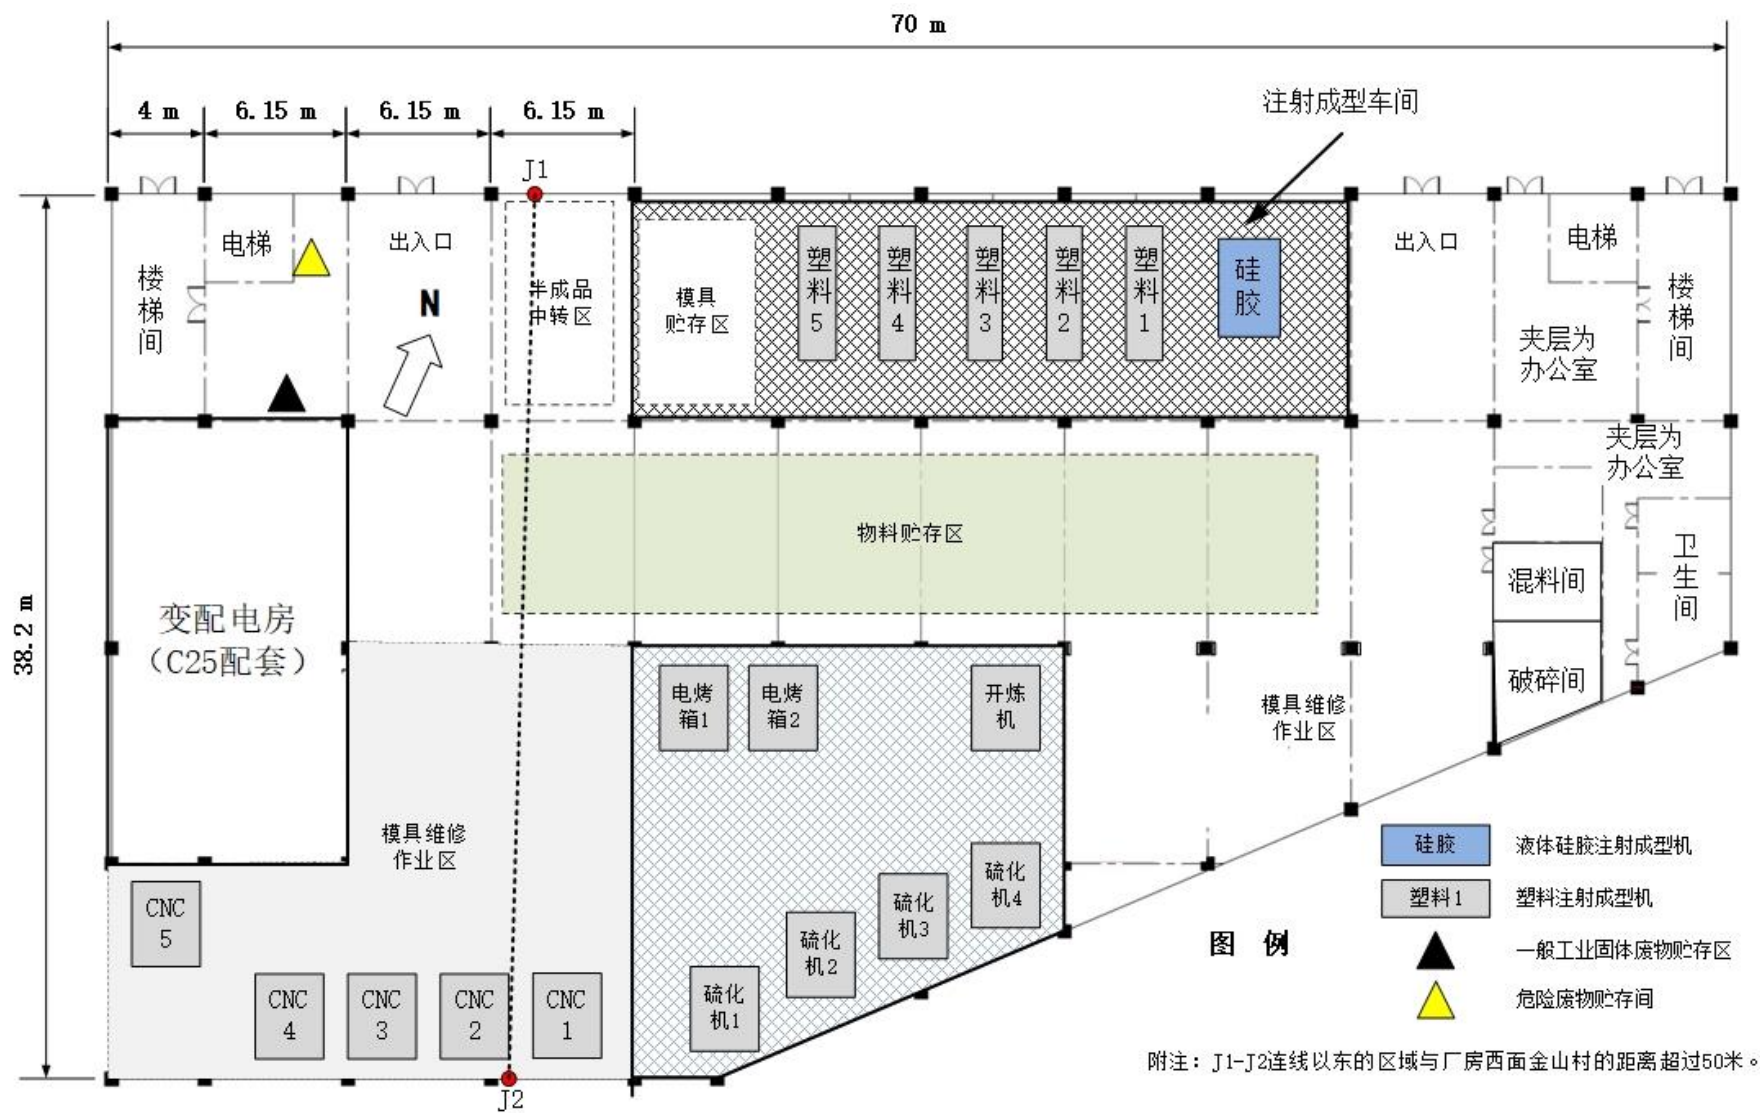 70 m
4 m
6.15 m
6.15 m
6.15 m
注射成型车间
J1
38.2 m
楼梯间
电梯
出入口
N
半成品
中转区
模具
贮存区
塑料5
塑料4
塑料3
塑料2
塑料1
硅胶
出入口
电梯
夹层为
办公室
楼梯间
夹层为
办公室
物料贮存区
变配电房
(C25配套)
混料间
破碎间
卫生间
电烤
箱1
电烤
箱2
开炼
机
模具维修
作业区
模具维修
作业区
硫化
机4
硫化
机3
硫化
机2
硫化
机1
CNC
5
CNC
4
CNC
3
CNC
2
CNC
1
J2
硅胶 液体硅胶注射成型机
塑料1 塑料注射成型机
图 例
一般工业固体废物贮存区
危险废物贮存间
附注：J1-J2连线以东的区域与厂房西面金山村的距离超过50米。